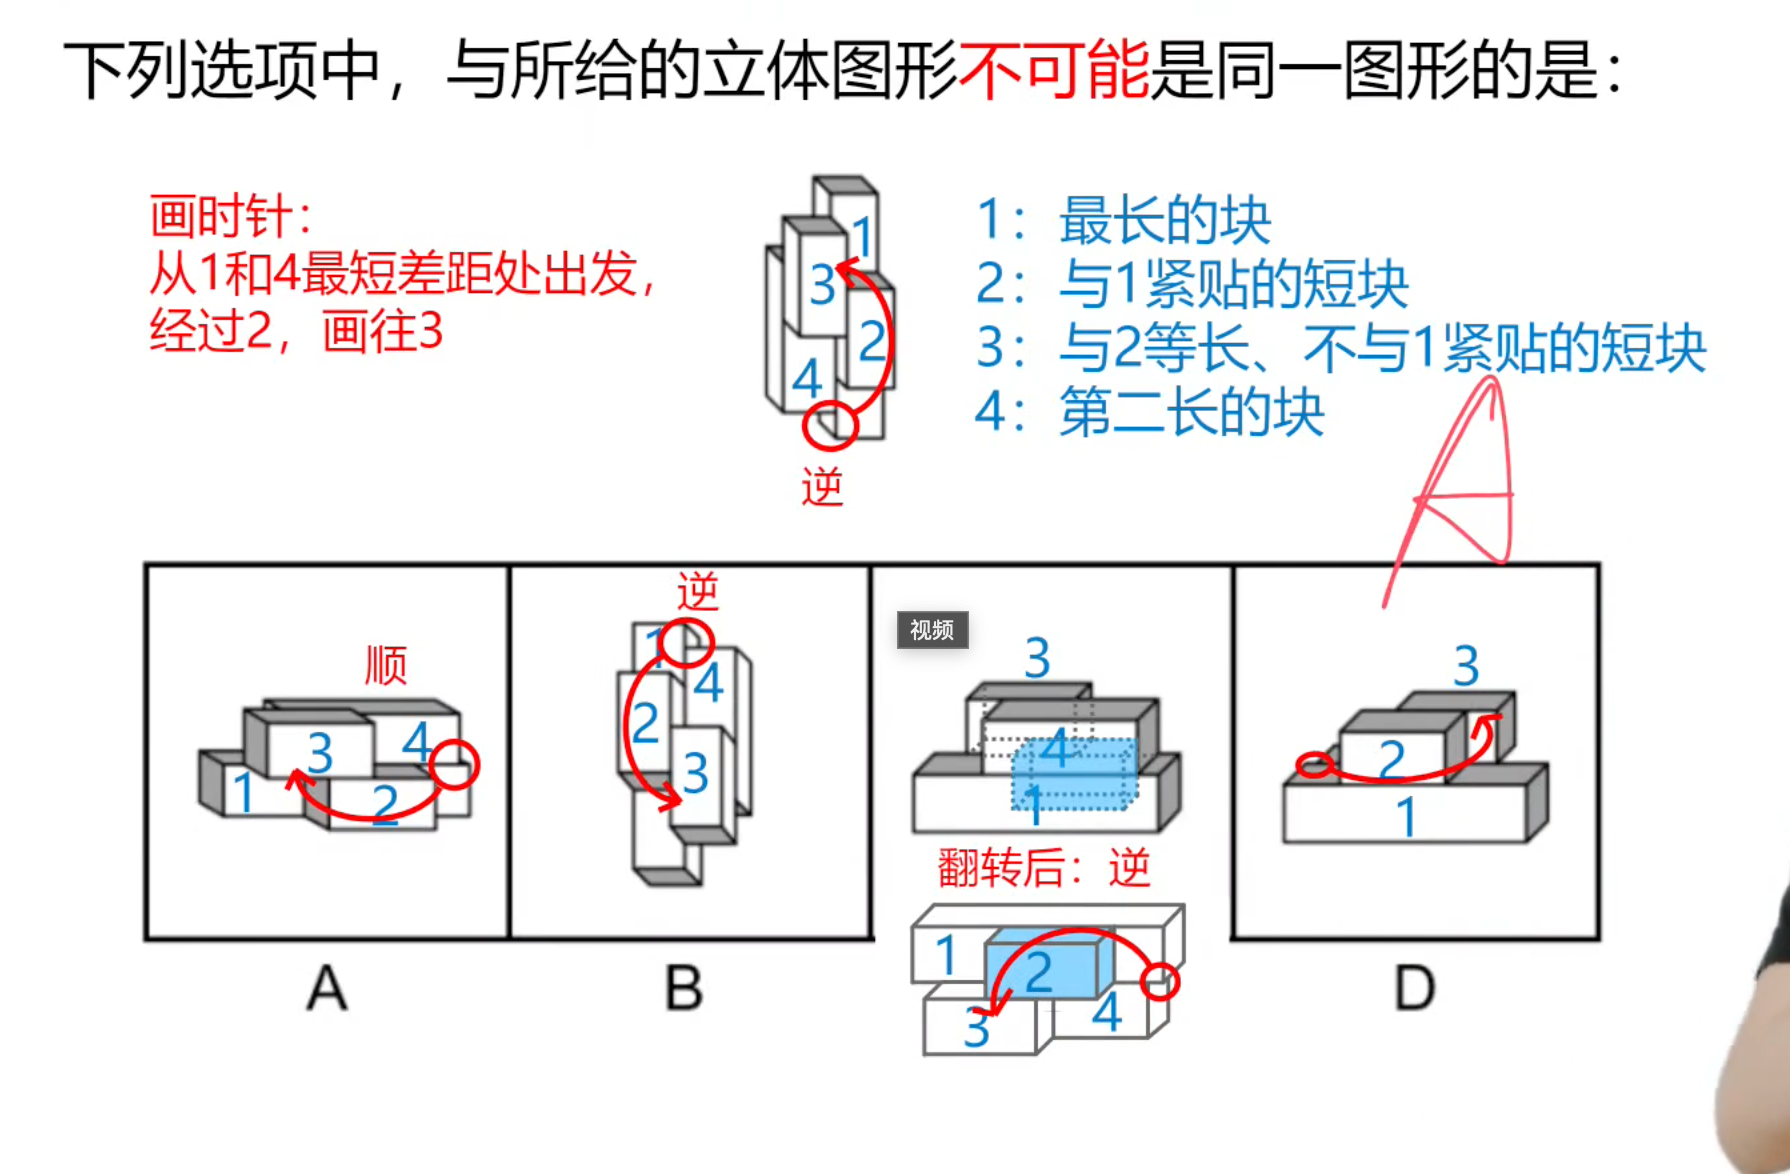 下列选项中，与所给的立体图形不可能是同一图形的是：
画时针：
从1和4最短差距处出发，
经过2，画往3
1
3
2
4
逆
1：最长的块
2：与1紧贴的短块
3：与2等长、不与1紧贴的短块
4：第二长的块
A
顺
3
4
1
2
逆
1
4
2
3
视频
3
4
1
翻转后：逆
1
2
3
4
3
2
1
A
B
D